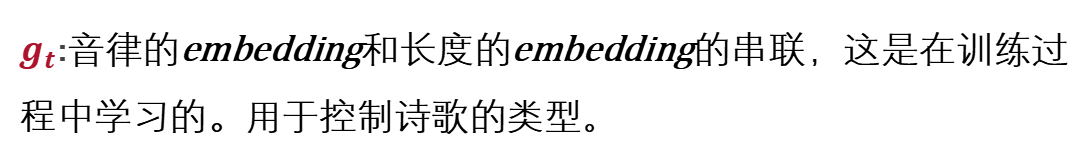 g_t:音律的embedding和长度的embedding的串联，这是在训练过
程中学习的。用于控制诗歌的类型。